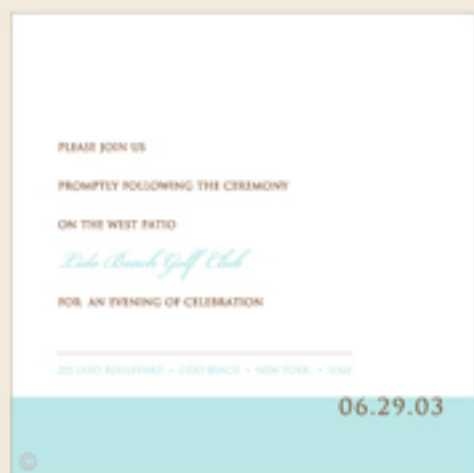 PLEASE JOIN US
PROMPTLY FOLLOWING THE CEREMONY
ON THE WEST PATIO
Lido Beach Golf Club
FOR AN EVENING OF CELEBRATION
LIDO BOULEVARD • LIDO BEACH • NEW YORK •
06.29.03